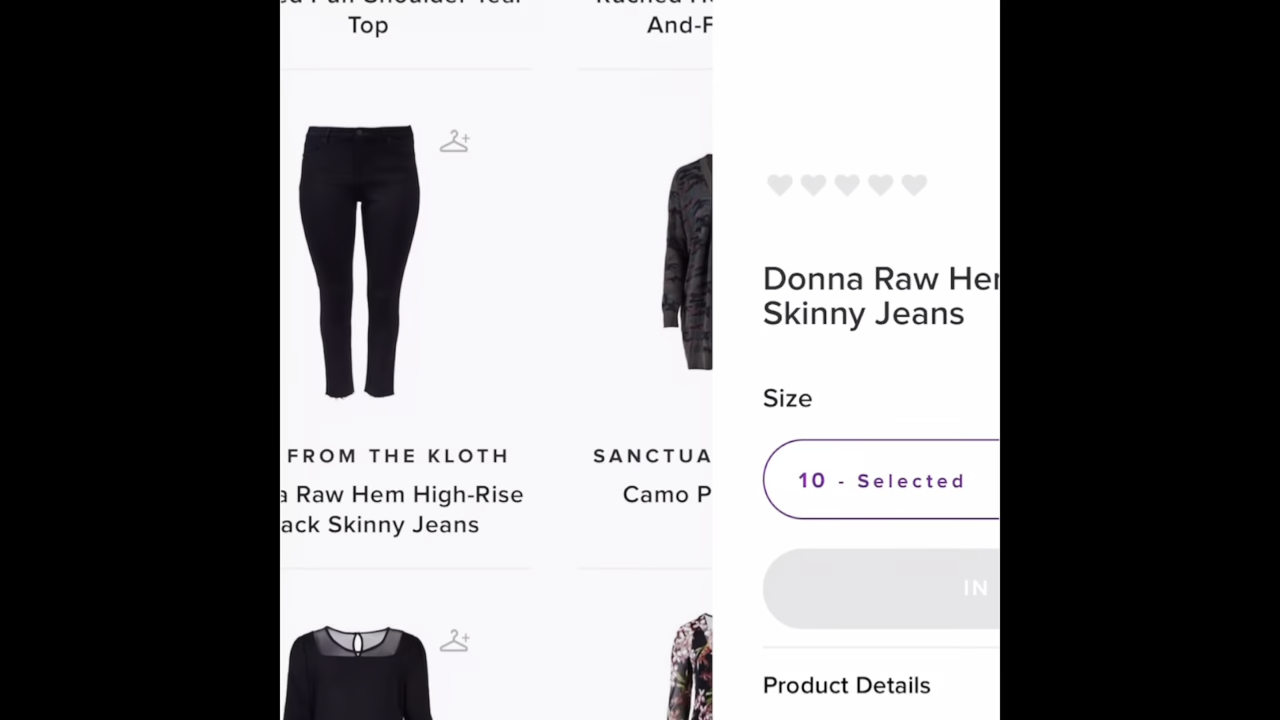 Top
And-F
FROM THE KLOTH
a Raw Hem High-Rise
ack Skinny Jeans
SANCTUA
Camo P
Donna Raw Hem
Skinny Jeans
Size
10 - Selected
IN
Product Details